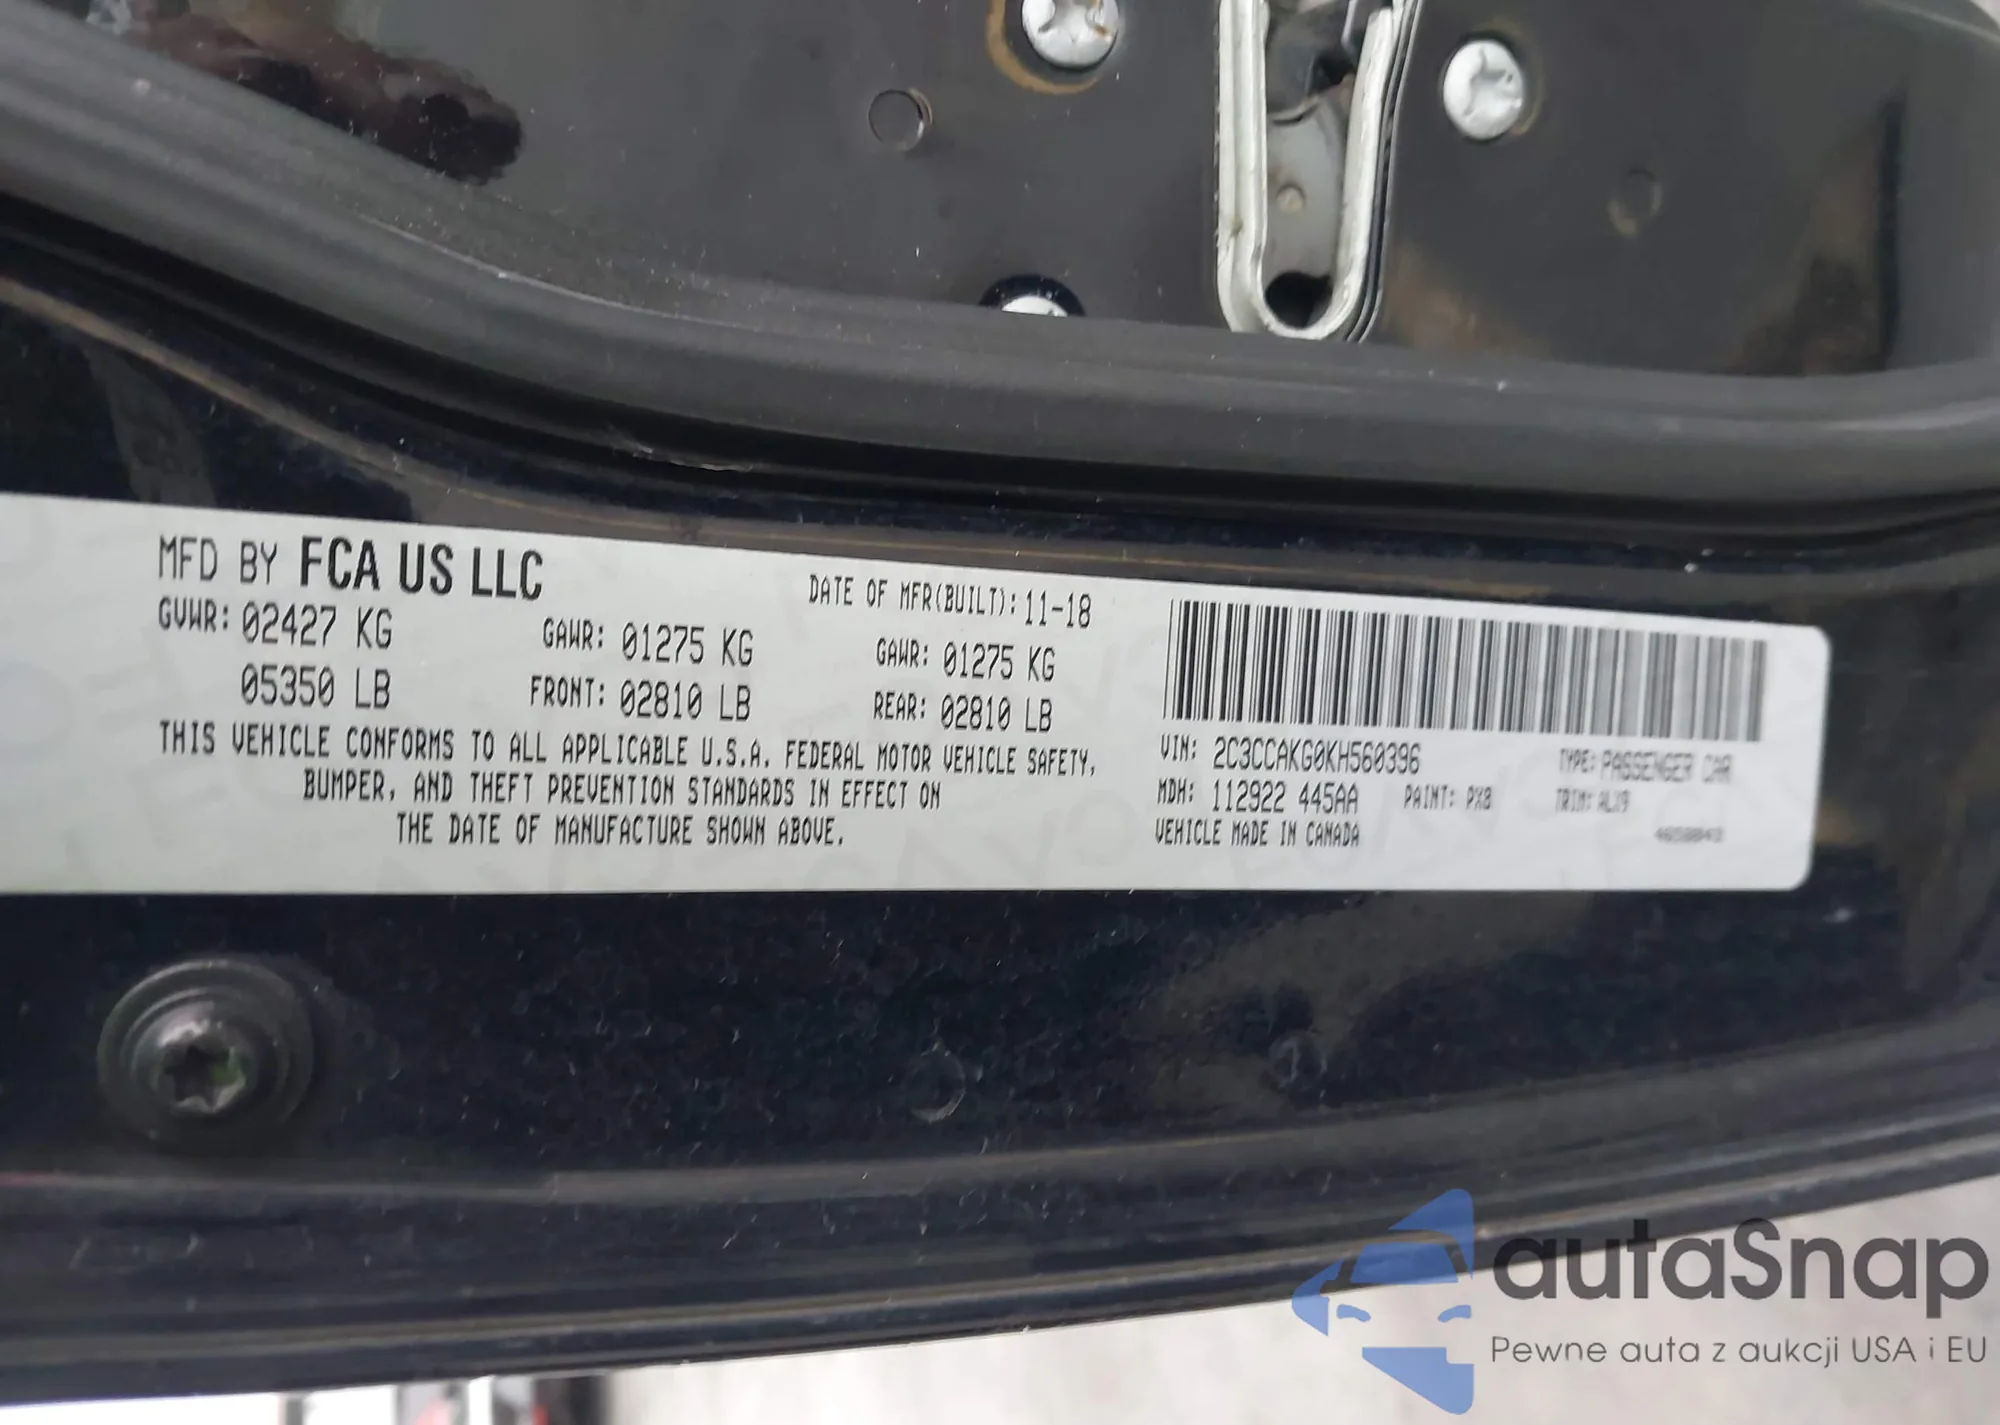 MFD BY FCA US LLC
DATE OF MFR(BUILT): 11-18
GVWR: 02427 KG GAWR: 01275 KG GAWR: 01275 KG
05350 LB FRONT: 02810 LB REAR: 02810 LB
THIS VEHICLE CONFORMS TO ALL APPLICABLE U.S.A. FEDERAL MOTOR VEHICLE SAFETY,
BUMPER, AND THEFT PREVENTION STANDARDS IN EFFECT ON
THE DATE OF MANUFACTURE SHOWN ABOVE.
VIN: 2C3CCAKG0KH560396 TYPE: PASSENGER CAR
MDH: 112922 445AA PAINT: PX8 TRIM: ALX9
VEHICLE MADE IN CANADA
autaSnap
Pewne auta z aukcji USA i EU